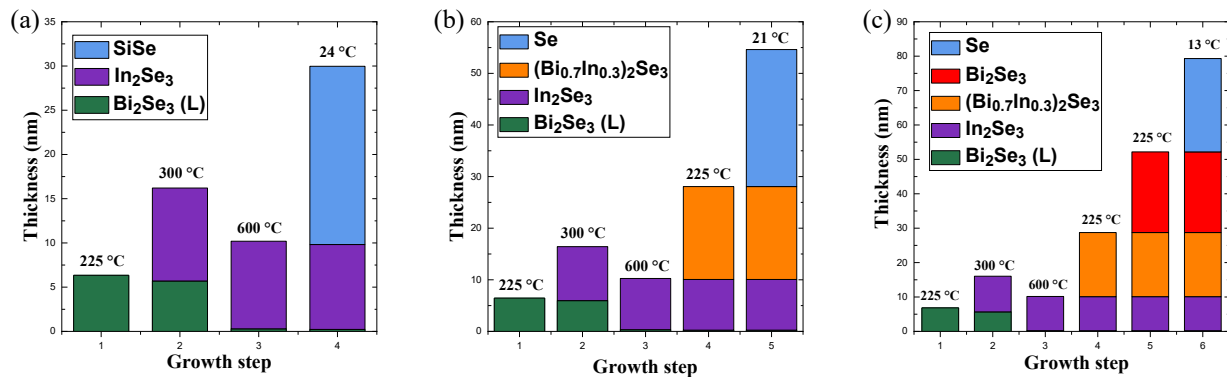 (a)
35
30
25
20
15
10
5
0
Thickness (nm)
SiSe
In₂Se₃
Bi₂Se₃ (L)
225 °C
300 °C
600 °C
24 °C
1 2 3 4
Growth step
(b)
60
50
40
30
20
10
0
Thickness (nm)
Se
(Bi₀.₇In₀.₃)₂Se₃
In₂Se₃
Bi₂Se₃ (L)
225 °C
300 °C
600 °C
225 °C
21 °C
1 2 3 4 5
Growth step
(c)
90
80
70
60
50
40
30
20
10
0
Thickness (nm)
Se
Bi₂Se₃
(Bi₀.₇In₀.₃)₂Se₃
In₂Se₃
Bi₂Se₃ (L)
225 °C
300 °C
600 °C
225 °C
225 °C
13 °C
1 2 3 4 5 6
Growth step